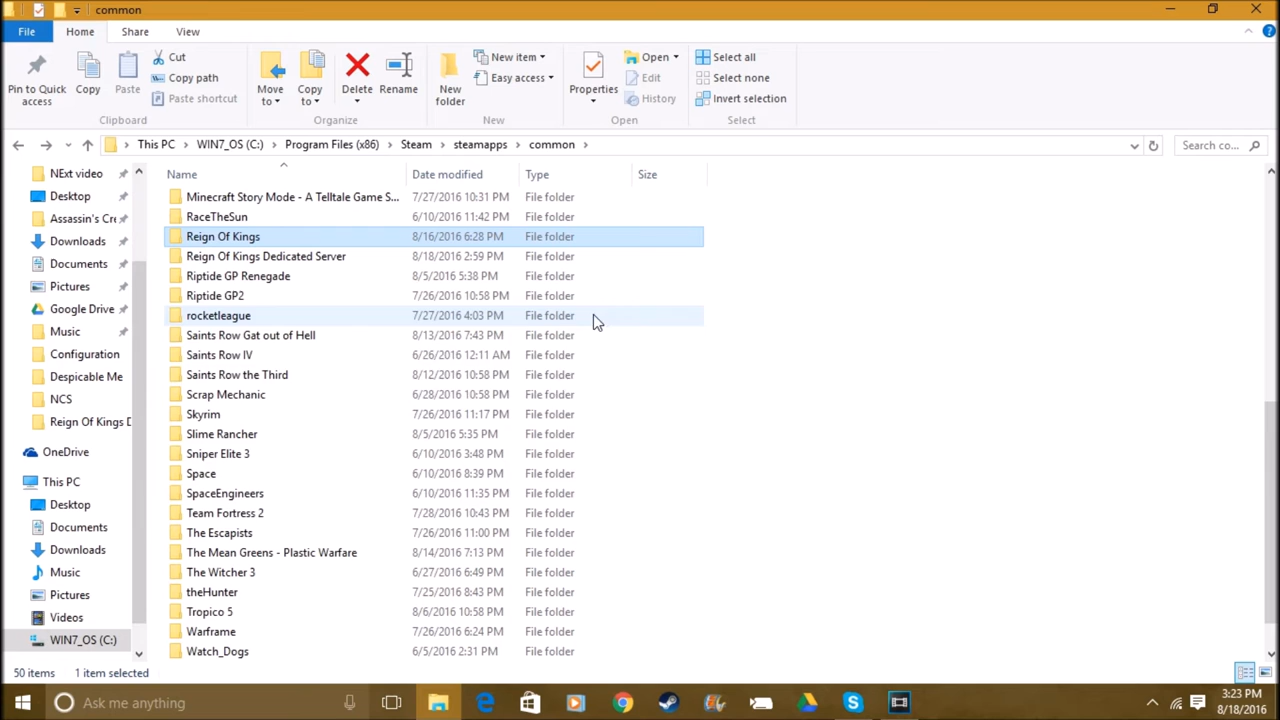 common
File Home Share View
Pin to Quick access
Copy
Paste
Cut
Copy path
Paste shortcut
Clipboard
Move to
Copy to
Delete
Rename
Organize
New folder
New item
Easy access
New
Properties
Open
Edit
History
Open
Select all
Select none
Invert selection
Select
This PC > WIN7_OS (C:) > Program Files (x86) > Steam > steamapps > common >
Search co...
NExt video
Desktop
Assassin's Cre
Downloads
Documents
Pictures
Google Drive
Music
Configuration
Despicable Me
NCS
Reign Of Kings D
OneDrive
This PC
Desktop
Documents
Downloads
Music
Pictures
Videos
WIN7_OS (C:)
Name Date modified Type Size
Minecraft Story Mode - A Telltale Game S... 7/27/2016 10:31 PM File folder
RaceTheSun 6/10/2016 11:42 PM File folder
Reign Of Kings 8/16/2016 6:28 PM File folder
Reign Of Kings Dedicated Server 8/18/2016 2:59 PM File folder
Riptide GP Renegade 8/5/2016 5:38 PM File folder
Riptide GP2 7/26/2016 10:58 PM File folder
rocketleague 7/27/2016 4:03 PM File folder
Saints Row Gat out of Hell 8/13/2016 7:43 PM File folder
Saints Row IV 6/26/2016 12:11 AM File folder
Saints Row the Third 8/12/2016 10:58 PM File folder
Scrap Mechanic 6/28/2016 10:58 PM File folder
Skyrim 7/26/2016 11:17 PM File folder
Slime Rancher 8/5/2016 5:35 PM File folder
Sniper Elite 3 6/10/2016 3:48 PM File folder
Space 6/10/2016 8:39 PM File folder
SpaceEngineers 6/10/2016 11:35 PM File folder
Team Fortress 2 7/28/2016 10:43 PM File folder
The Escapists 7/26/2016 11:00 PM File folder
The Mean Greens - Plastic Warfare 8/14/2016 7:13 PM File folder
The Witcher 3 6/27/2016 6:49 PM File folder
theHunter 7/25/2016 8:43 PM File folder
Tropico 5 8/6/2016 10:58 PM File folder
Warframe 7/26/2016 6:24 PM File folder
Watch_Dogs 6/5/2016 2:31 PM File folder
50 items 1 item selected
Ask me anything
3:23 PM
8/18/2016